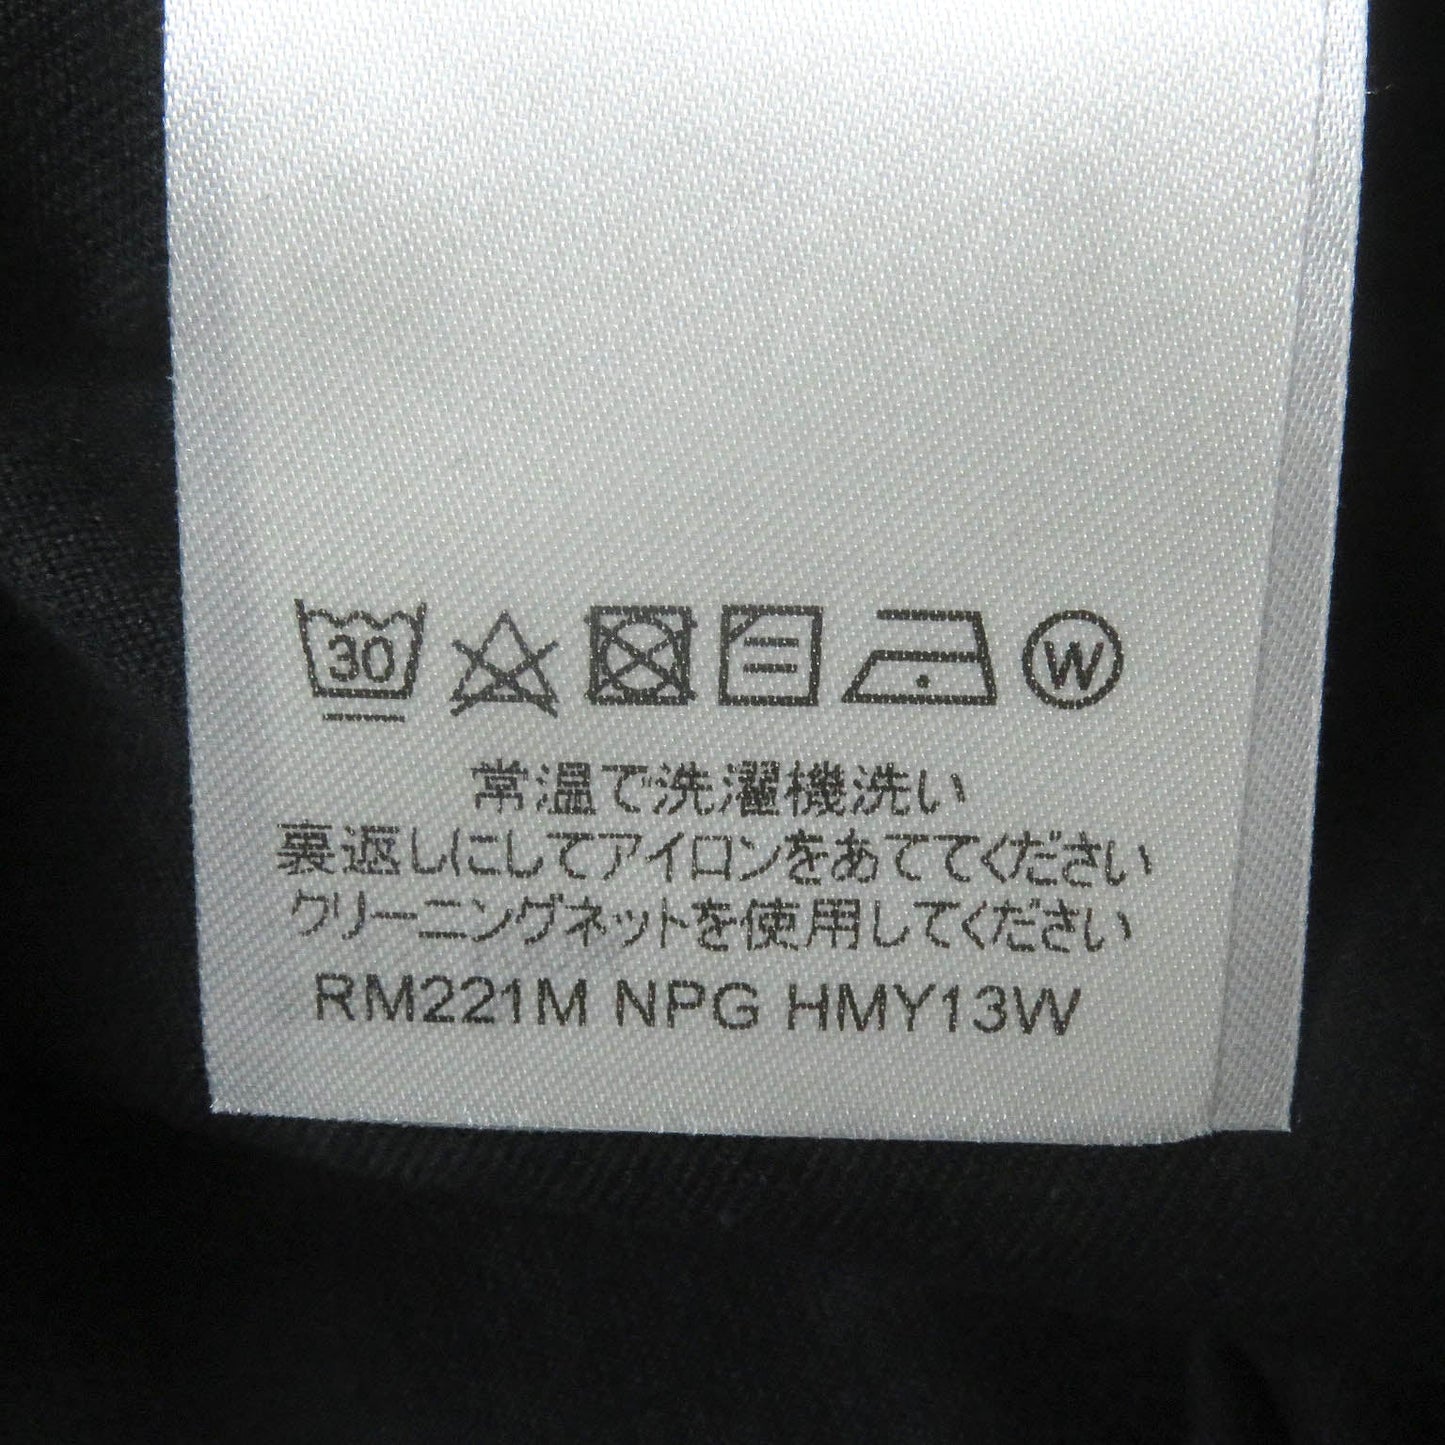 30 W
常温で洗濯機洗い
裏返しにしてアイロンをあててください
クリーニングネットを使用してください
RM221M NPG HMY13W